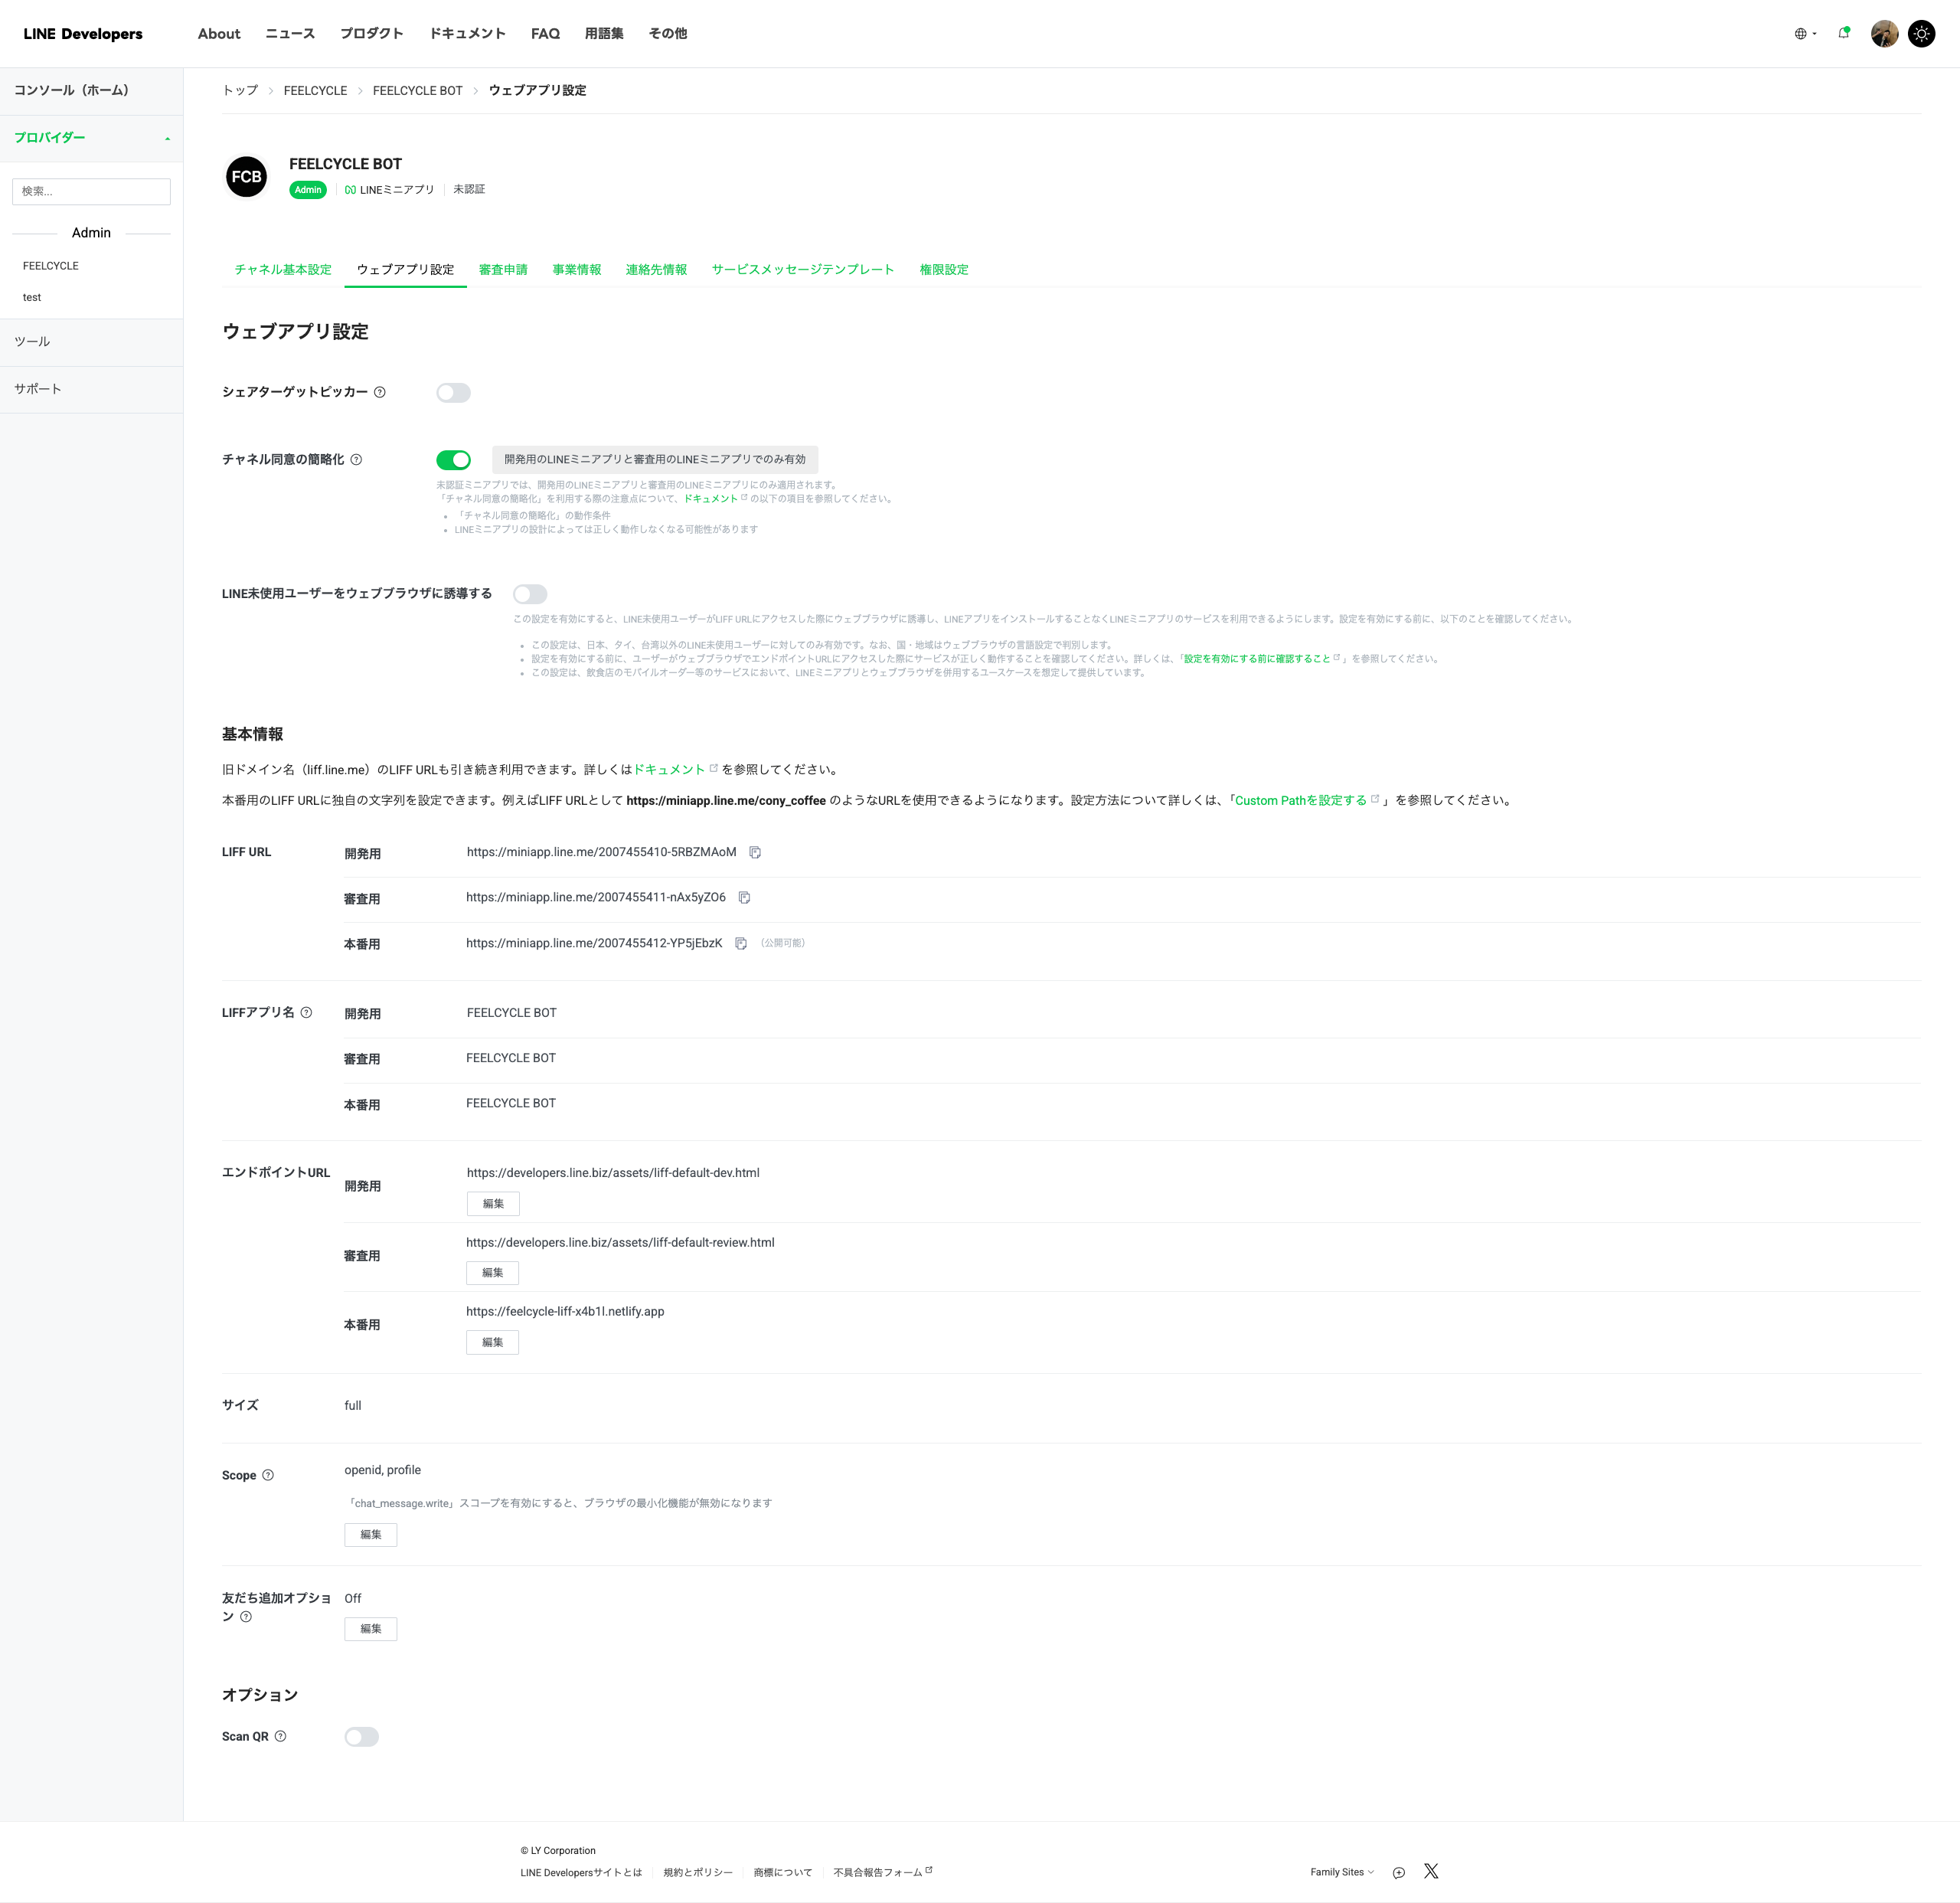 LINE Developers
About ニュース プロダクト ドキュメント FAQ 用語集 その他
コンソール（ホーム）
プロバイダー
検索...
Admin
FEELCYCLE
test
ツール
サポート
トップ FEELCYCLE FEELCYCLE BOT ウェブアプリ設定
FCB
FEELCYCLE BOT
Admin LINEミニアプリ 未認証
チャネル基本設定 ウェブアプリ設定 審査申請 事業情報 連絡先情報 サービスメッセージテンプレート 権限設定
ウェブアプリ設定
シェアターゲットピッカー
チャネル同意の簡略化 開発用のLINEミニアプリと審査用のLINEミニアプリでのみ有効
未認証ミニアプリでは、開発用のLINEミニアプリと審査用のLINEミニアプリにのみ適用されます。
「チャネル同意の簡略化」を利用する際の注意点について、ドキュメント の以下の項目を参照してください。
• 「チャネル同意の簡略化」の動作条件
• LINEミニアプリの設計によっては正しく動作しなくなる可能性があります
LINE未使用ユーザーをウェブブラウザに誘導する
この設定を有効にすると、LINE未使用ユーザーがLIFF URLにアクセスした際にウェブブラウザに誘導し、LINEアプリをインストールすることなくLINEミニアプリのサービスを利用できるようにします。設定を有効にする前に、以下のことを確認してください。
• この設定は、日本、タイ、台湾以外のLINE未使用ユーザーに対してのみ有効です。なお、国・地域はウェブブラウザの言語設定で判別します。
• 設定を有効にする前に、ユーザーがウェブブラウザでエンドポイントURLにアクセスした際にサービスが正しく動作することを確認してください。詳しくは、「設定を有効にする前に確認すること 」を参照してください。
• この設定は、飲食店のモバイルオーダー等のサービスにおいて、LINEミニアプリとウェブブラウザを併用するユースケースを想定して提供しています。
基本情報
旧ドメイン名（liff.line.me）のLIFF URLも引き続き利用できます。詳しくはドキュメント を参照してください。
本番用のLIFF URLに独自の文字列を設定できます。例えばLIFF URLとして https://miniapp.line.me/cony_coffee のようなURLを使用できるようになります。設定方法について詳しくは、「Custom Pathを設定する 」を参照してください。
LIFF URL 開発用 https://miniapp.line.me/2007455410-5RBZMAoM
審査用 https://miniapp.line.me/2007455411-nAx5yZO6
本番用 https://miniapp.line.me/2007455412-YP5jEbzK （公開可能）
LIFFアプリ名 開発用 FEELCYCLE BOT
審査用 FEELCYCLE BOT
本番用 FEELCYCLE BOT
エンドポイントURL 開発用 https://developers.line.biz/assets/liff-default-dev.html
編集
審査用 https://developers.line.biz/assets/liff-default-review.html
編集
本番用 https://feelcycle-liff-x4b1l.netlify.app
編集
サイズ full
Scope openid, profile
「chat_message.write」スコープを有効にすると、ブラウザの最小化機能が無効になります
編集
友だち追加オプション Off
編集
オプション
Scan QR
© LY Corporation
LINE Developersサイトとは 規約とポリシー 商標について 不具合報告フォーム
Family Sites